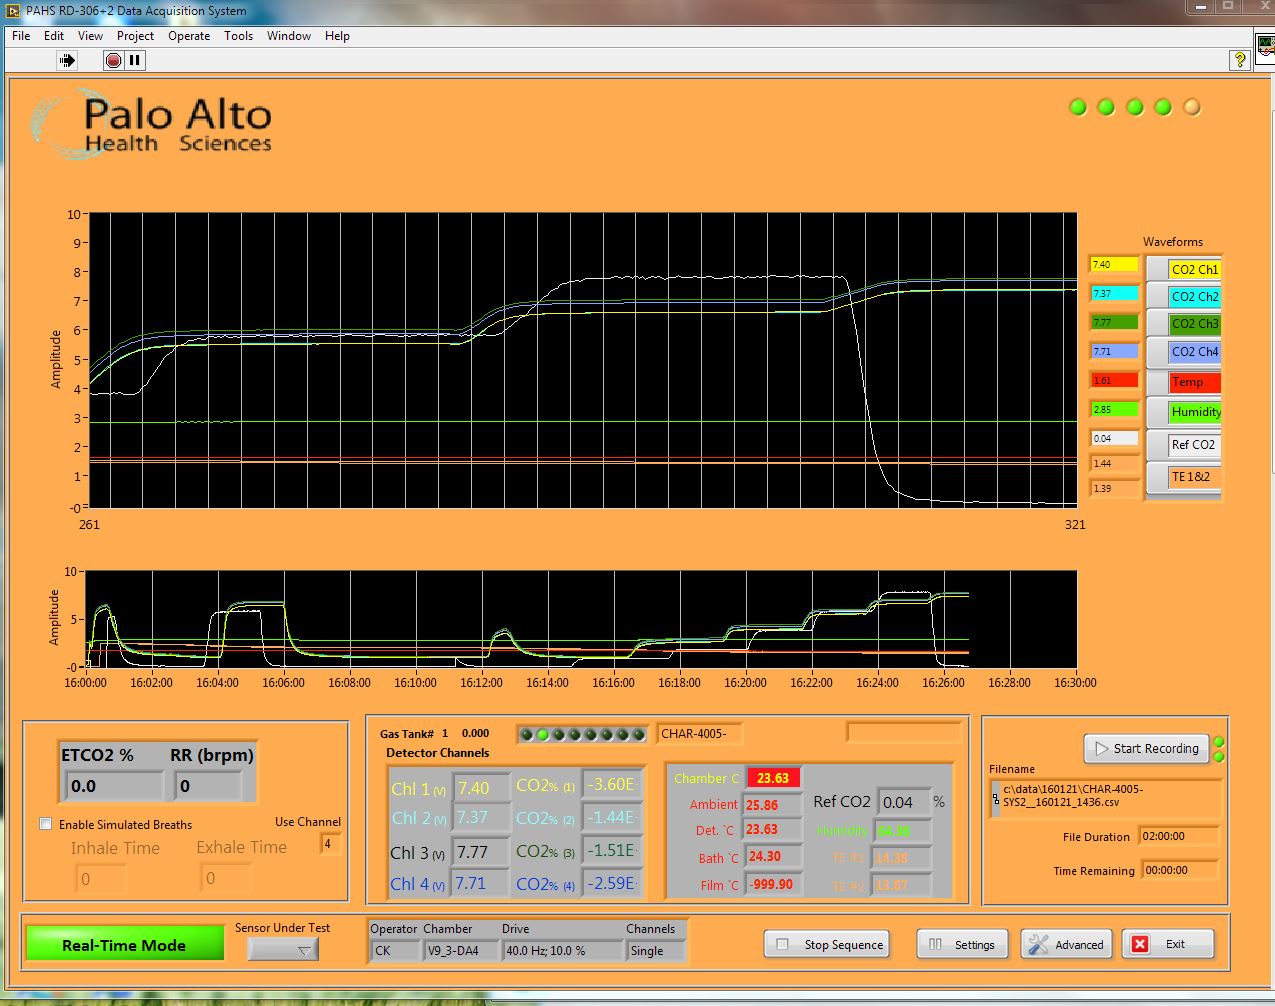 PAHS RD-306+2 Data Acquisition System
File Edit View Project Operate Tools Window Help
?
Palo Alto
Health Sciences
10
9
8
7
6
5
4
3
2
1
-0
Amplitude
261
321
Waveforms
7.40 CO2 Ch1
7.37 CO2 Ch2
7.77 CO2 Ch3
7.71 CO2 Ch4
1.61 Temp
2.85 Humidity
0.04 Ref CO2
1.44 TE 1&2
1.39
10
5
-0
Amplitude
16:00:00 16:02:00 16:04:00 16:06:00 16:08:00 16:10:00 16:12:00 16:14:00 16:16:00 16:18:00 16:20:00 16:22:00 16:24:00 16:26:00 16:28:00 16:30:00
ETCO2 % RR (brpm)
0.0 0
Enable Simulated Breaths
Use Channel
4
Inhale Time Exhale Time
0 0
Gas Tank# 1 0.000
CHAR-4005-
Detector Channels
Chl 1 (V) 7.40 CO2% (1) -3.60E
Chl 2 (V) 7.37 CO2% (2) -1.44E
Chl 3 (V) 7.77 CO2% (3) -1.51E
Chl 4 (V) 7.71 CO2% (4) -2.59E
Chamber C 23.63
Ambient 25.86
Det. `C 23.63
Bath `C 24.30
Film `C -999.90
Ref CO2 0.04 %
Humidity
TE #1 14.38
TE #2 13.87
Start Recording
Filename
c:\data\160121\CHAR-4005-
SYS2__160121_1436.csv
File Duration 02:00:00
Time Remaining 00:00:00
Real-Time Mode
Sensor Under Test
Operator Chamber Drive Channels
CK V9_3-DA4 40.0 Hz; 10.0 % Single
Stop Sequence
Settings
Advanced
Exit